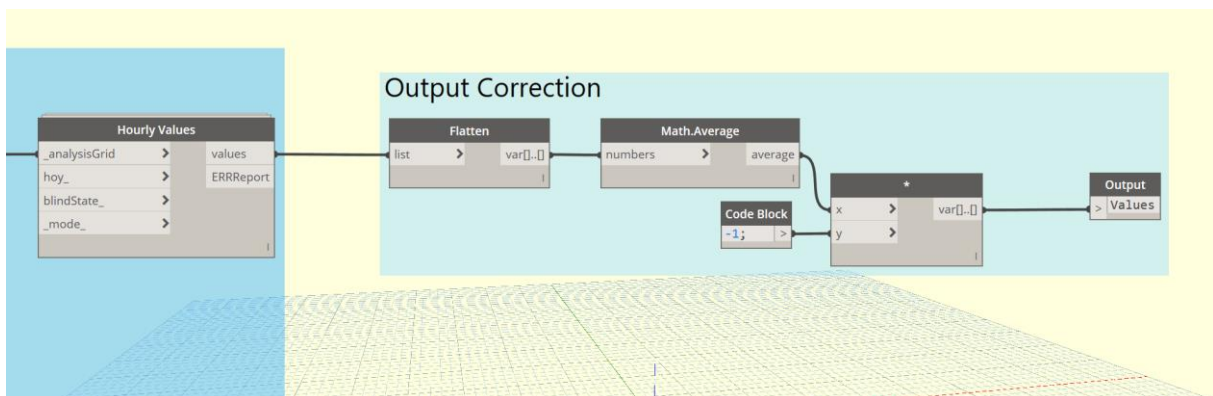 Output Correction
Hourly Values
_analysisGrid > values
hoy_ > ERRReport
blindState_ >
_mode_ >
Flatten
list > var[]..[]
Math.Average
numbers > average
Code Block
-1; >
*
x > var[]..[]
y >
Output
> Values